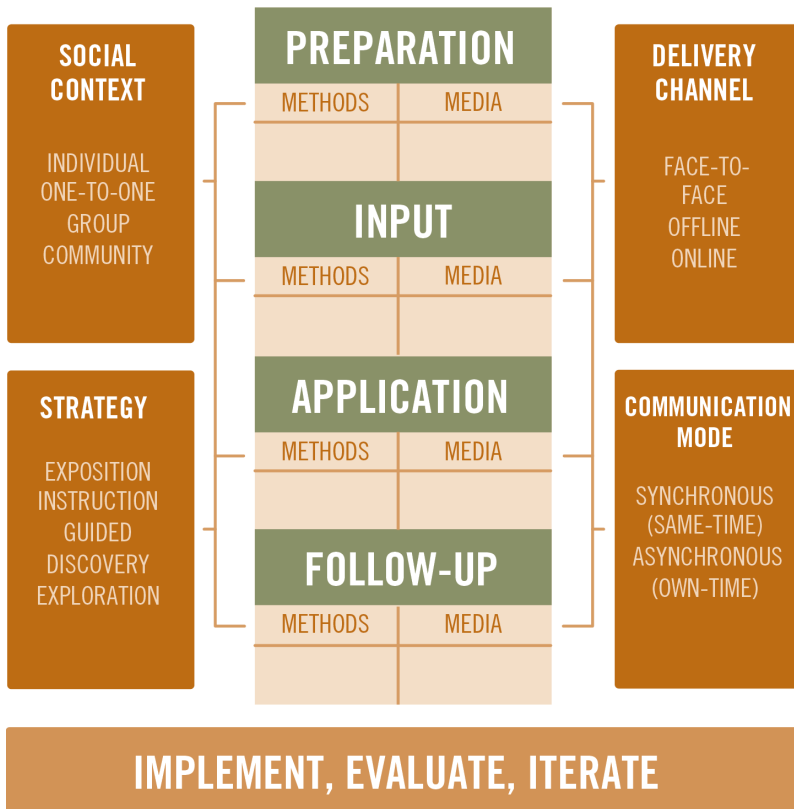 SOCIAL
CONTEXT
INDIVIDUAL
ONE-TO-ONE
GROUP
COMMUNITY
STRATEGY
EXPOSITION
INSTRUCTION
GUIDED
DISCOVERY
EXPLORATION
PREPARATION
METHODS MEDIA
INPUT
METHODS MEDIA
APPLICATION
METHODS MEDIA
FOLLOW-UP
METHODS MEDIA
DELIVERY
CHANNEL
FACE-TO-
FACE
OFFLINE
ONLINE
COMMUNICATION
MODE
SYNCHRONOUS
(SAME-TIME)
ASYNCHRONOUS
(OWN-TIME)
IMPLEMENT, EVALUATE, ITERATE